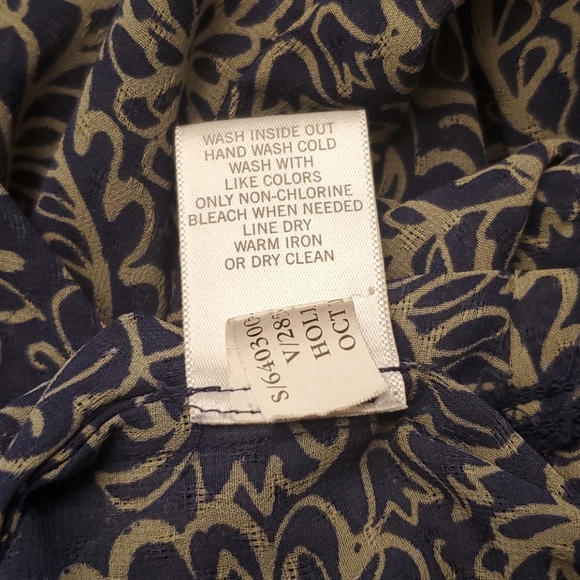 WASH INSIDE OUT
HAND WASH COLD
WASH WITH
LIKE COLORS
ONLY NON-CHLORINE
BLEACH WHEN NEEDED
LINE DRY
WARM IRON
OR DRY CLEAN